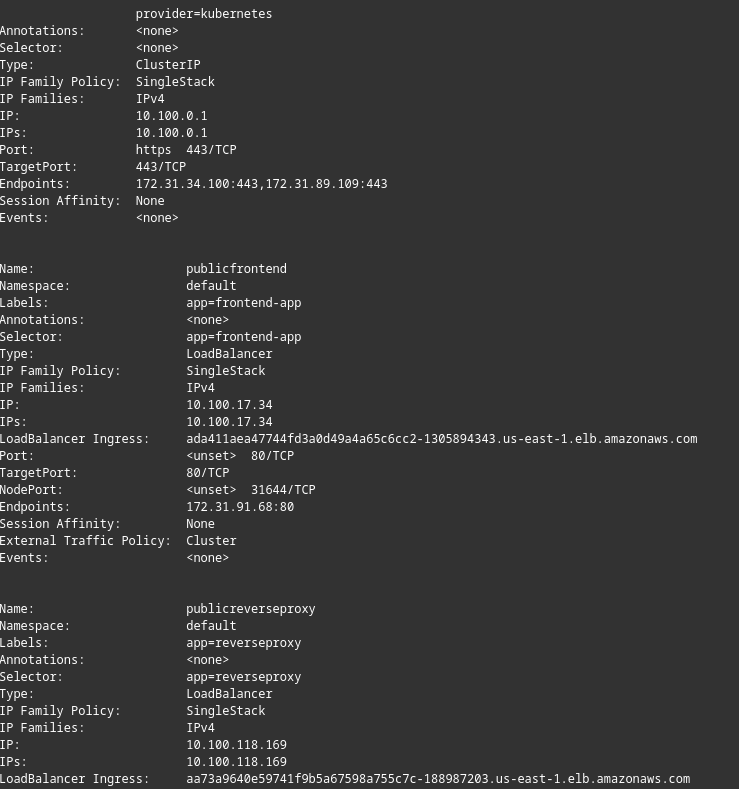 provider=kubernetes
Annotations: <none>
Selector: <none>
Type: ClusterIP
IP Family Policy: SingleStack
IP Families: IPv4
IP: 10.100.0.1
IPs: 10.100.0.1
Port: https 443/TCP
TargetPort: 443/TCP
Endpoints: 172.31.34.100:443,172.31.89.109:443
Session Affinity: None
Events: <none>
Name: publicfrontend
Namespace: default
Labels: app=frontend-app
Annotations: <none>
Selector: app=frontend-app
Type: LoadBalancer
IP Family Policy: SingleStack
IP Families: IPv4
IP: 10.100.17.34
IPs: 10.100.17.34
LoadBalancer Ingress: ada411aea47744fd3a0d49a4a65c6cc2-1305894343.us-east-1.elb.amazonaws.com
Port: <unset> 80/TCP
TargetPort: 80/TCP
NodePort: <unset> 31644/TCP
Endpoints: 172.31.91.68:80
Session Affinity: None
External Traffic Policy: Cluster
Events: <none>
Name: publicreverseproxy
Namespace: default
Labels: app=reverseproxy
Annotations: <none>
Selector: app=reverseproxy
Type: LoadBalancer
IP Family Policy: SingleStack
IP Families: IPv4
IP: 10.100.118.169
IPs: 10.100.118.169
LoadBalancer Ingress: aa73a9640e59741f9b5a67598a755c7c-188987203.us-east-1.elb.amazonaws.com